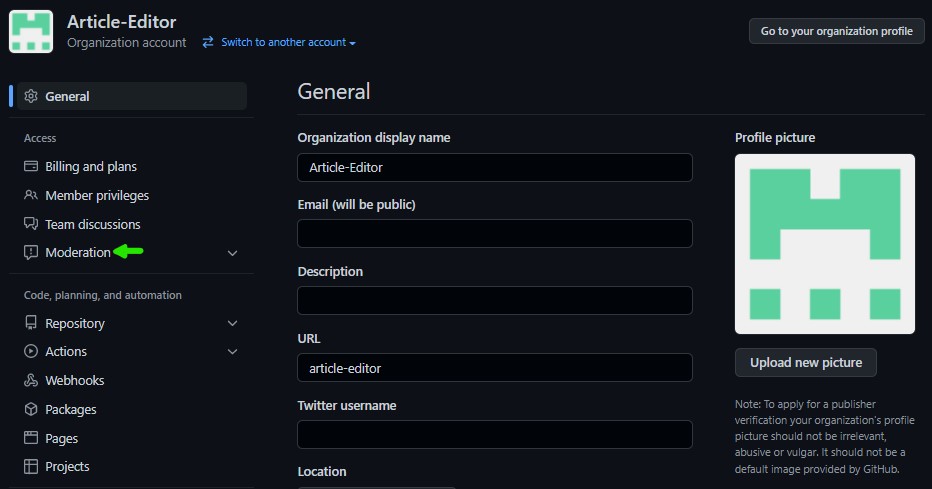 Article-Editor
Organization account
Switch to another account
Go to your organization profile
General
Access
Billing and plans
Member privileges
Team discussions
Moderation
Code, planning, and automation
Repository
Actions
Webhooks
Packages
Pages
Projects
General
Organization display name
Article-Editor
Email (will be public)
Description
URL
article-editor
Twitter username
Location
Profile picture
Upload new picture
Note: To apply for a publisher
verification your organization's profile
picture should not be irrelevant,
abusive or vulgar. It should not be a
default image provided by GitHub.